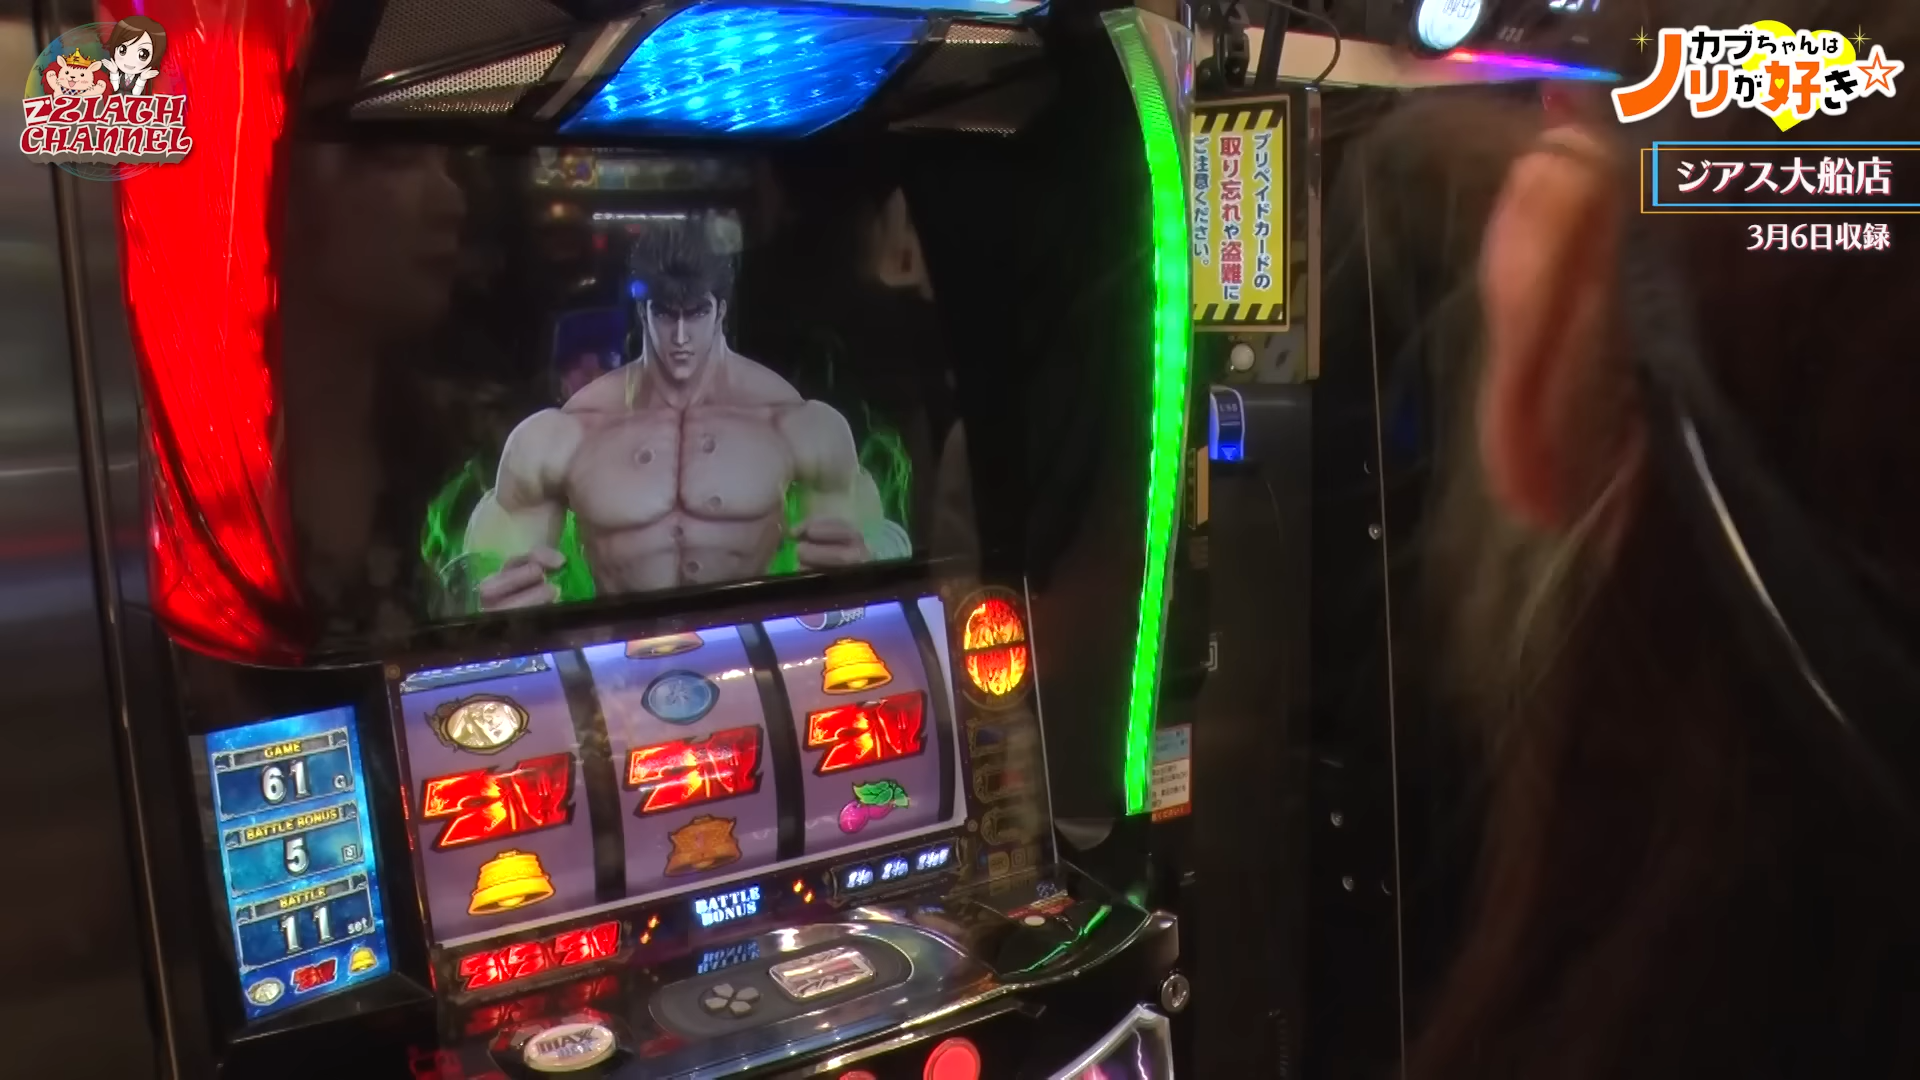 ZZIATH
CHANNEL
カブちゃんは
ノリが好き☆
ジアス大船店
3月6日収録
プリペイドカードの
取り忘れや盗難に
ご注意ください。
USB
GAME
61 G
BATTLE BONUS
5
BATTLE
11 set
BATTLE
BONUS
MAX